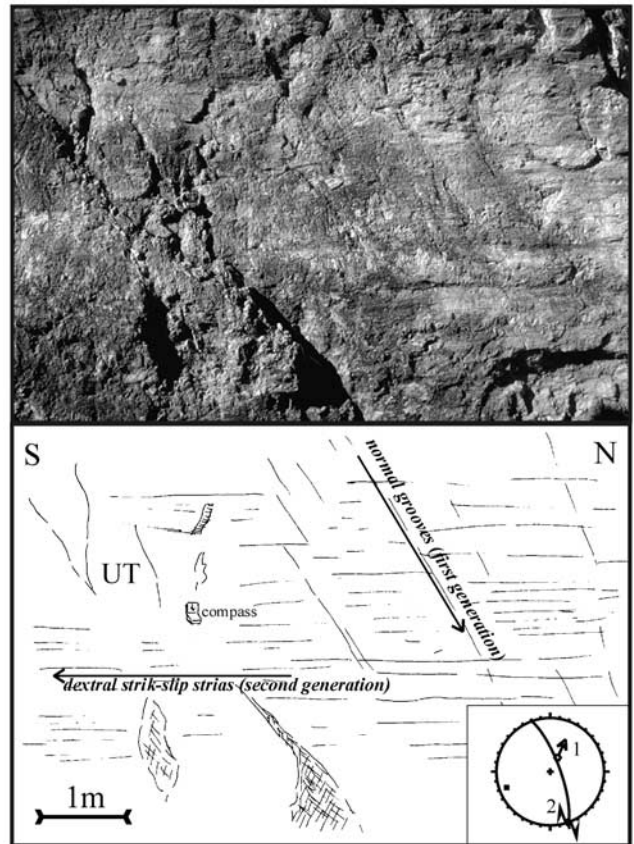 S
N
normal grooves (first generation)
UT
compass
dextral strik-slip strias (second generation)
1m
1
2